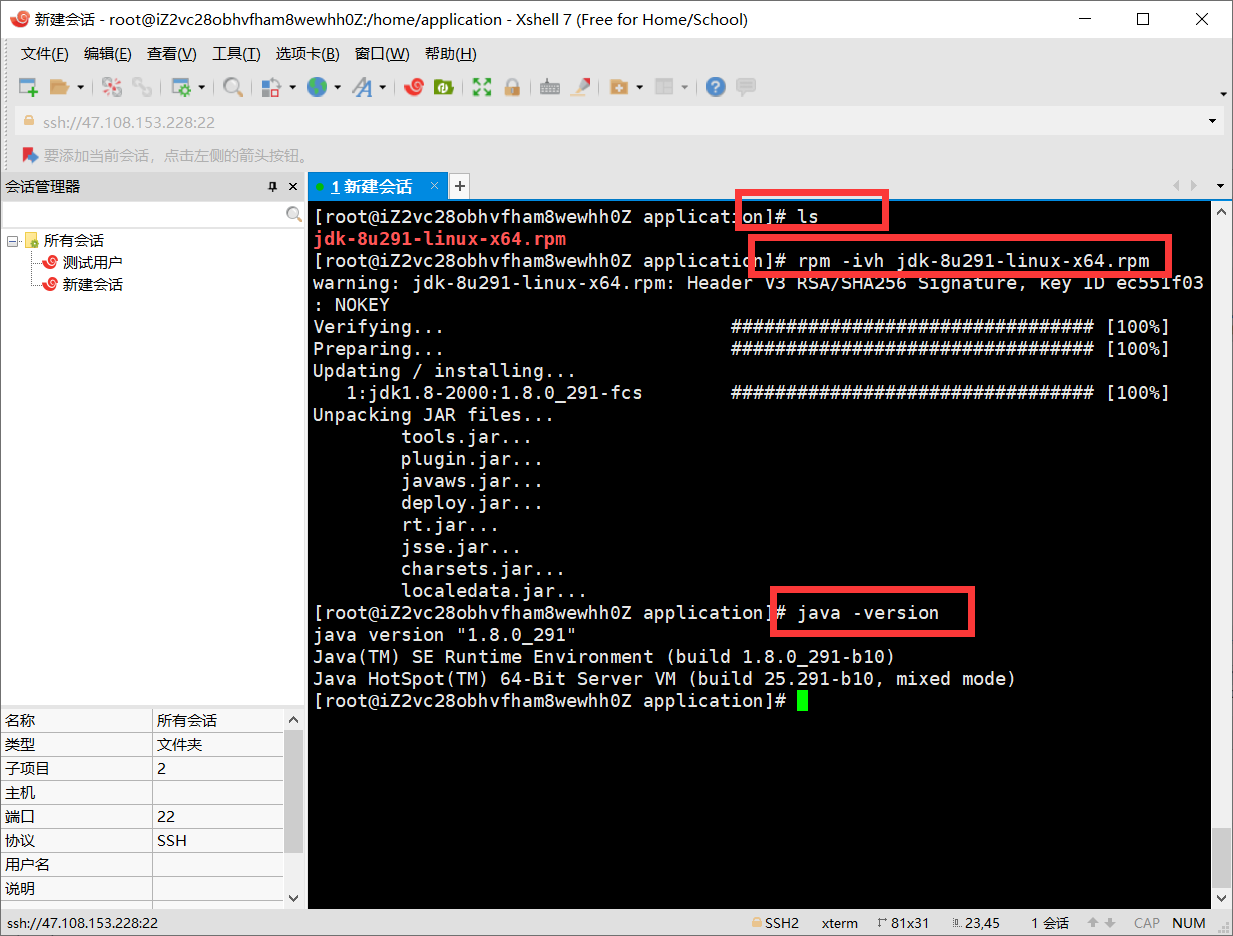 新建会话 - root@iZ2vc28obhvfham8wewhh0Z:/home/application - Xshell 7 (Free for Home/School)
文件(F) 编辑(E) 查看(V) 工具(T) 选项卡(B) 窗口(W) 帮助(H)
ssh://47.108.153.228:22
要添加当前会话，点击左侧的箭头按钮。
会话管理器
1 新建会话
所有会话
测试用户
新建会话
[root@iZ2vc28obhvfham8wewhh0Z application]# ls
jdk-8u291-linux-x64.rpm
[root@iZ2vc28obhvfham8wewhh0Z application]# rpm -ivh jdk-8u291-linux-x64.rpm
warning: jdk-8u291-linux-x64.rpm: Header V3 RSA/SHA256 Signature, key ID ec551f03
: NOKEY
Verifying... ################################# [100%]
Preparing... ################################# [100%]
Updating / installing...
1:jdk1.8-2000:1.8.0_291-fcs ################################# [100%]
Unpacking JAR files...
tools.jar...
plugin.jar...
javaws.jar...
deploy.jar...
rt.jar...
jsse.jar...
charsets.jar...
localedata.jar...
[root@iZ2vc28obhvfham8wewhh0Z application]# java -version
java version "1.8.0_291"
Java(TM) SE Runtime Environment (build 1.8.0_291-b10)
Java HotSpot(TM) 64-Bit Server VM (build 25.291-b10, mixed mode)
[root@iZ2vc28obhvfham8wewhh0Z application]#
名称 所有会话
类型 文件夹
子项目 2
主机
端口 22
协议 SSH
用户名
说明
ssh://47.108.153.228:22 SSH2 xterm 81x31 23,45 1 会话 CAP NUM